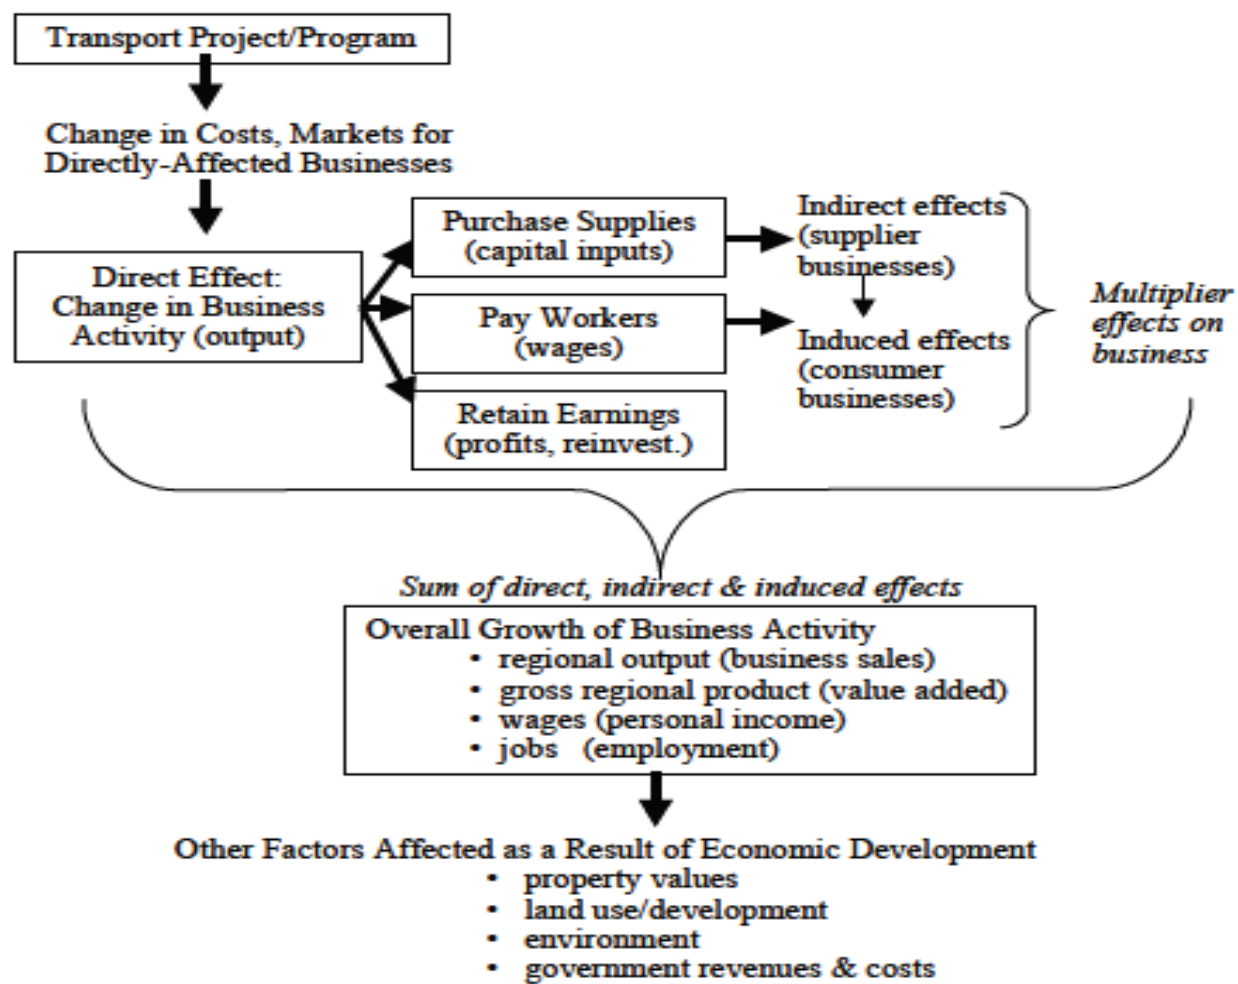 Transport Project/Program
Change in Costs, Markets for
Directly-Affected Businesses
Direct Effect:
Change in Business
Activity (output)
Purchase Supplies
(capital inputs)
Pay Workers
(wages)
Retain Earnings
(profits, reinvest.)
Indirect effects
(supplier
businesses)
Induced effects
(consumer
businesses)
Multiplier
effects on
business
Sum of direct, indirect & induced effects
Overall Growth of Business Activity
• regional output (business sales)
• gross regional product (value added)
• wages (personal income)
• jobs (employment)
Other Factors Affected as a Result of Economic Development
• property values
• land use/development
• environment
• government revenues & costs